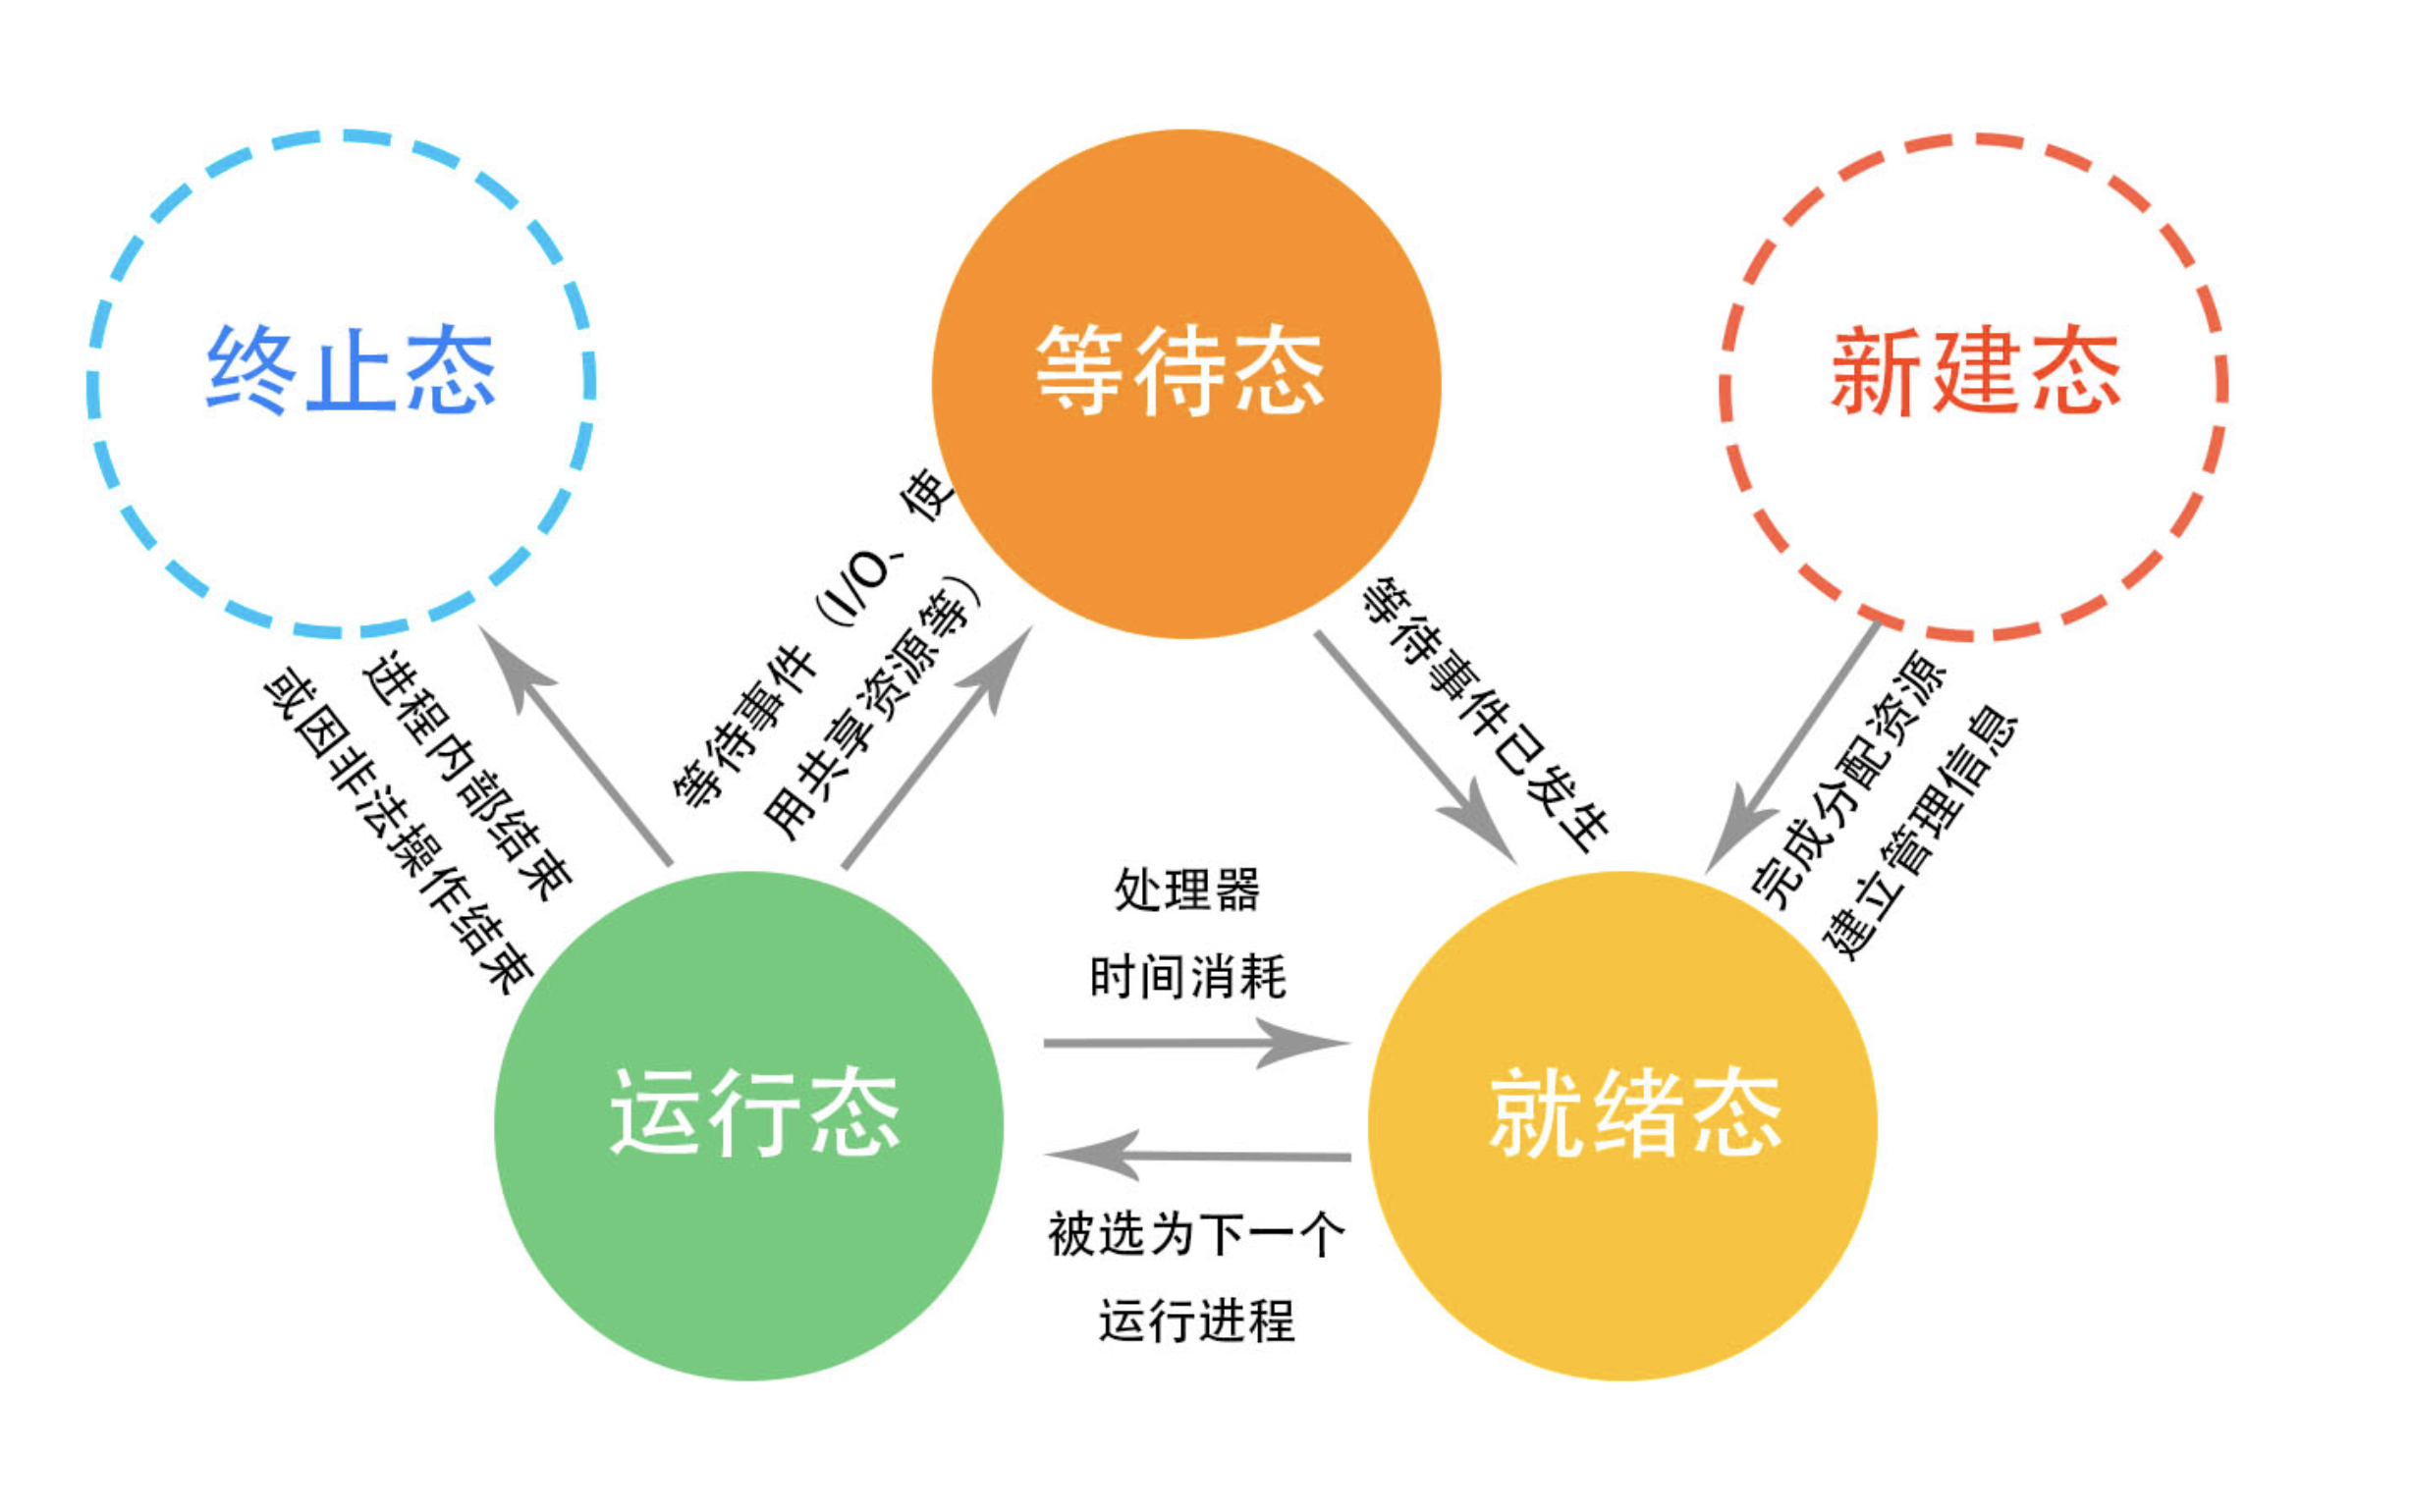 终止态
等待态
新建态
进程内部结束
或因非法操作结束
等待事件（I/O、使
用共享资源等）
等待事件已发生
完成分配资源
建立管理信息
处理器
时间消耗
运行态
就绪态
被选为下一个
运行进程